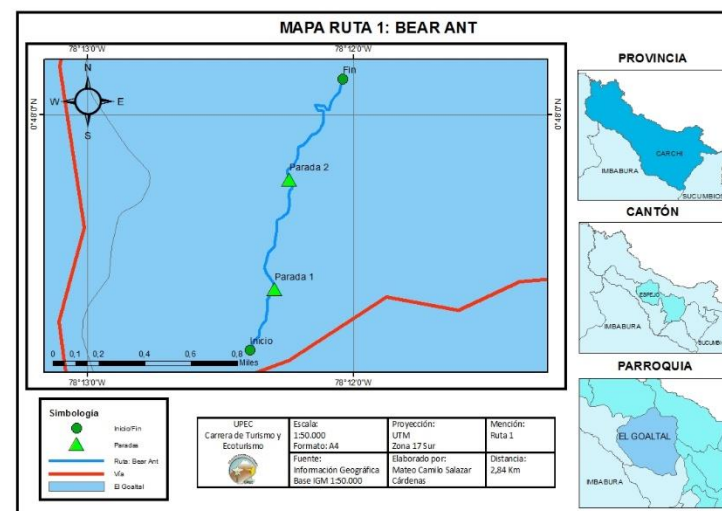 MAPA RUTA 1: BEAR ANT
78°13'0"W
78°12'0"W
N
W
E
S
0°48'0"N
0°48'0"N
Fin
Parada 2
Parada 1
Inicio
0 0,1 0,2 0,4 0,6 0,8
Miles
78°13'0"W
78°12'0"W
PROVINCIA
CARCHI
IMBABURA
SUCUMBIOS
CANTÓN
ESPEJO
IMBABURA
SUCUMBI
PARROQUIA
EL GOALTAL
IMBABURA
Simbología
Inicio/Fin
Paradas
Ruta: Bear Ant
Vía
El Goaltal
UPEC
Carrera de Turismo y
Ecoturismo
Escala:
1:50.000
Formato: A4
Proyección:
UTM
Zona 17 Sur
Mención:
Ruta 1
Fuente:
Información Geográfica
Base IGM 1:50.000
Elaborado por:
Mateo Camilo Salazar
Cárdenas
Distancia:
2,84 Km